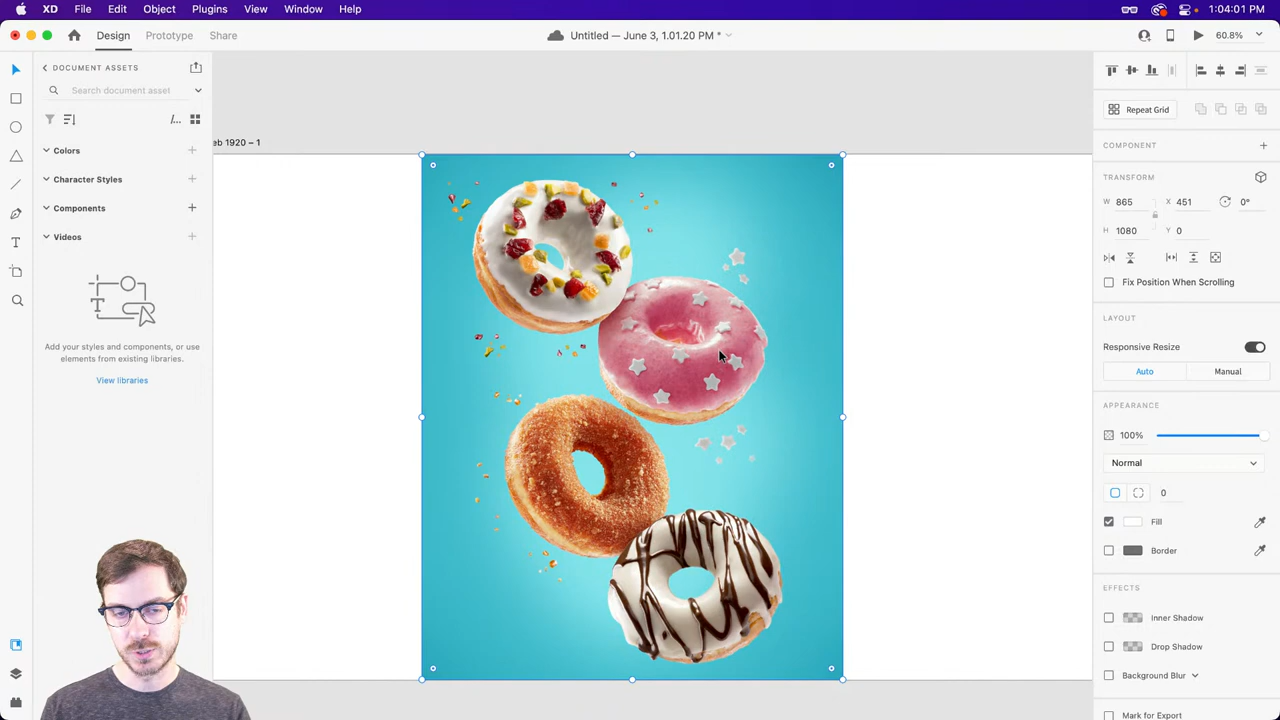 XD File Edit Object Plugins View Window Help 1:04:01 PM
Design Prototype Share Untitled — June 3, 1.01.20 PM * 60.8%
DOCUMENT ASSETS
Search document asset
Repeat Grid
eb 1920 – 1
Colors
Character Styles
Components
Videos
Add your assets, or use
elements from existing libraries.
View libraries
COMPONENT
TRANSFORM
W 865 X 451 0°
H 1080 Y 0
Fix Position When Scrolling
LAYOUT
Responsive Resize
Auto Manual
APPEARANCE
100%
Normal
0
Fill
Border
EFFECTS
Inner Shadow
Drop Shadow
Background Blur
Mark for Export